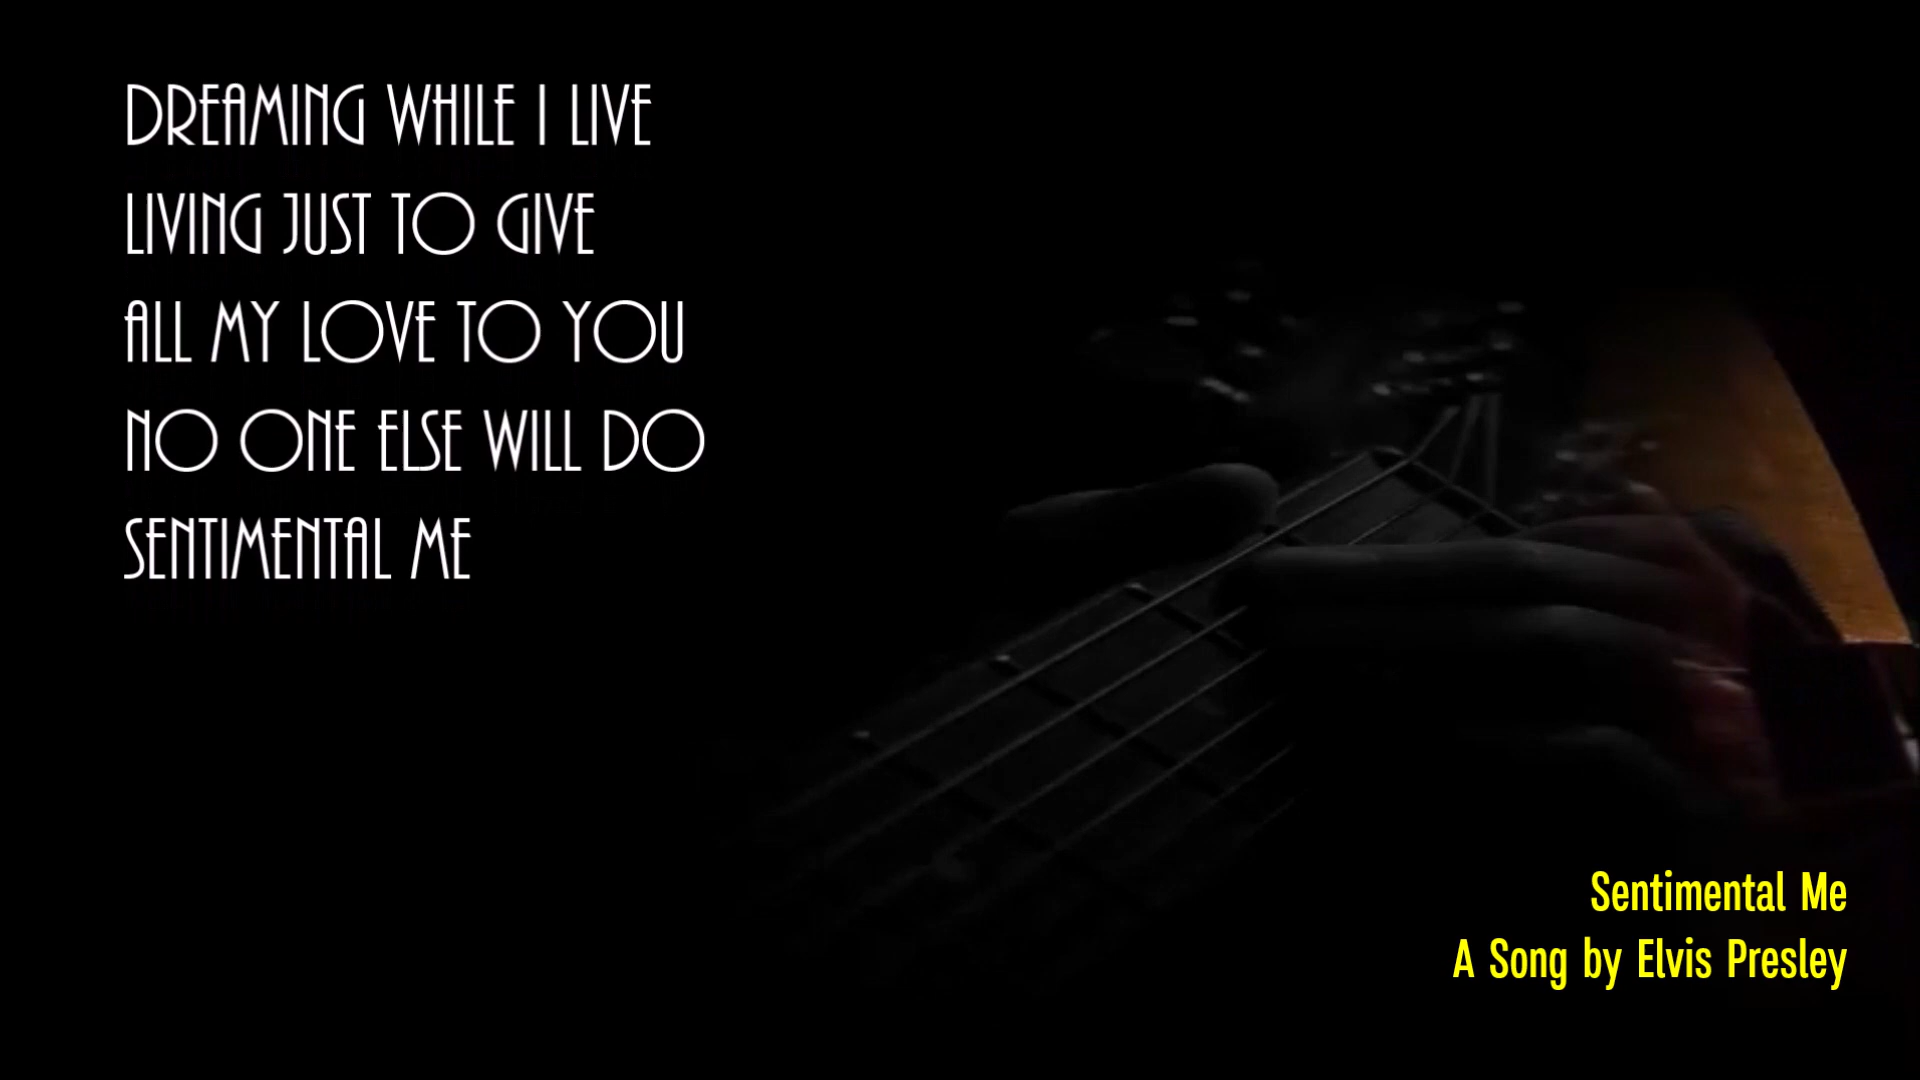 DREAMING WHILE I LIVE
LIVING JUST TO GIVE
ALL MY LOVE TO YOU
NO ONE ELSE WILL DO
SENTIMENTAL ME
Sentimental Me
A Song by Elvis Presley